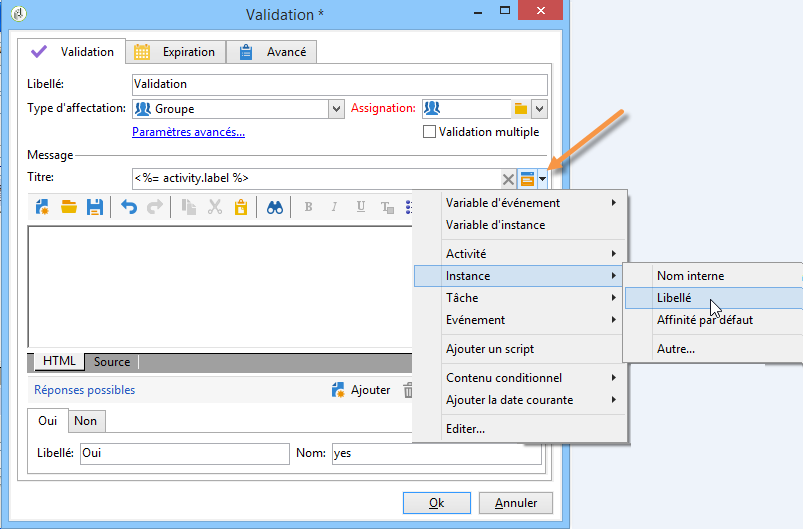 Validation *
Validation
Expiration
Avancé
Libellé:
Validation
Type d'affectation:
Groupe
Assignation:
Paramètres avancés...
Validation multiple
Message
Titre:
<%= activity.label %>
B I U
Variable d'événement
Variable d'instance
Activité
Instance
Tâche
Evénement
Ajouter un script
Contenu conditionnel
Ajouter la date courante
Editer...
Nom interne
Libellé
Affinité par défaut
Autre...
HTML
Source
Réponses possibles
Ajouter
Oui
Non
Libellé:
Oui
Nom:
yes
Ok
Annuler